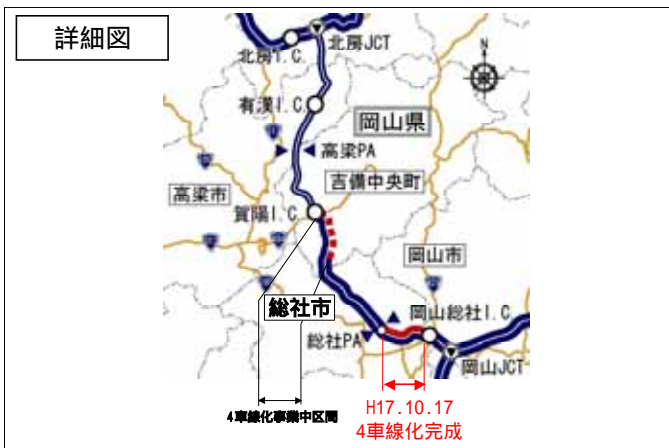 詳細図
北房I.C.
北房JCT
N
有漢I.C.
岡山県
高梁PA
吉備中央町
高梁市
賀陽I.C.
岡山市
総社市
岡山総社I.C.
総社PA
岡山JCT
4車線化事業中区間
H17.10.17
4車線化完成